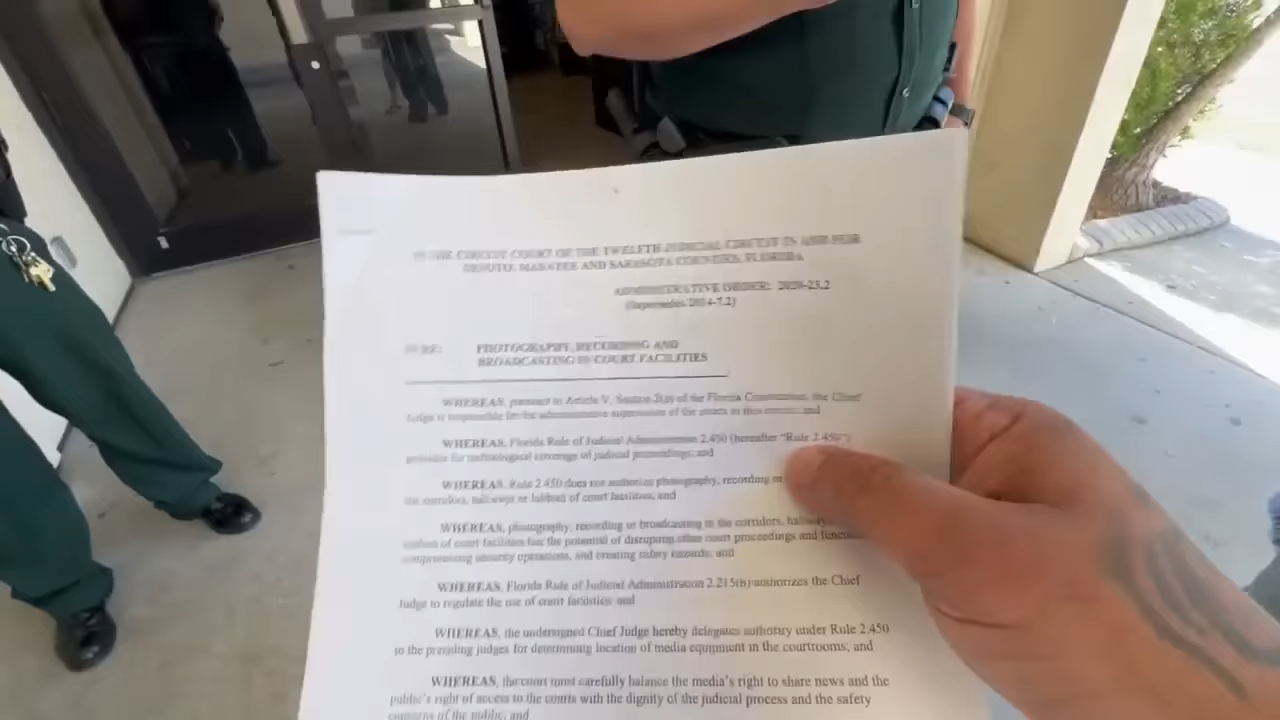 IN THE CIRCUIT COURT OF THE TWELFTH JUDICIAL CIRCUIT IN AND FOR
DESOTO, MANATEE AND SARASOTA COUNTIES, FLORIDA
ADMINISTRATIVE ORDER: 2020-23.2
(Supersedes 2014-7.2)
IN RE: PHOTOGRAPHY, RECORDING AND
BROADCASTING IN COURT FACILITIES
WHEREAS, pursuant to Article V, Section 2(d) of the Florida Constitution, the Chief
Judge is responsible for the administrative supervision of the courts in this circuit; and
WHEREAS, Florida Rule of Judicial Administration 2.450 (hereafter "Rule 2.450")
provides for technological coverage of judicial proceedings; and
WHEREAS, Rule 2.450 does not authorize photography, recording or
the corridors, hallways or lobbies of court facilities; and
WHEREAS, photography, recording or broadcasting in the corridors,
of court facilities has the potential of disrupting other court proceedings and
compromising security operations, and creating safety hazards; and
WHEREAS, Florida Rule of Judicial Administration 2.215(b) authorizes the Chief
Judge to regulate the use of court facilities; and
WHEREAS, the undersigned Chief Judge hereby delegates authority under Rule 2.450
to the presiding judges for determining location of media equipment in the courtrooms; and
WHEREAS, the court must carefully balance the media's right to share news and the
public's right of access to the courts with the dignity of the judicial process and the safety
concerns of the public; and